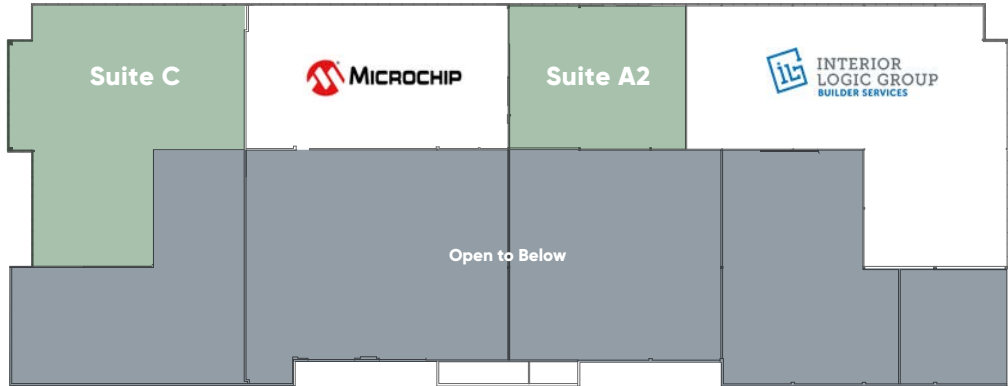 Suite C
MICROCHIP
Suite A2
INTERIOR
LOGIC GROUP
BUILDER SERVICES
Open to Below